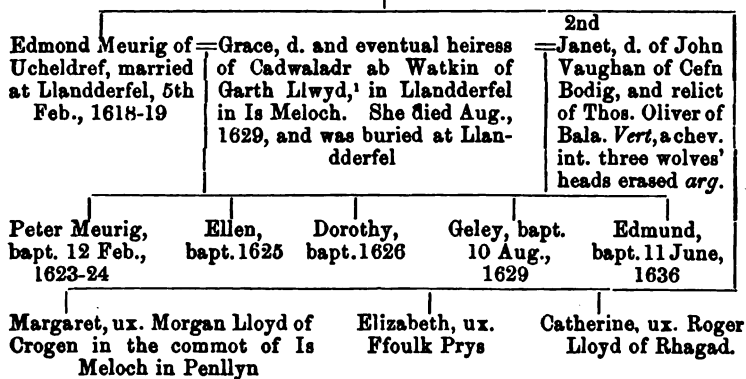 2nd
Edmond Meurig of =Grace, d. and eventual heiress =Janet, d. of John
Ucheldref, married of Cadwaladr ab Watkin of Vaughan of Cefn
at Llandderfel, 5th Garth Llwyd,¹ in Llandderfel Bodig, and relict
Feb., 1618-19 in Is Meloch. She died Aug., of Thos. Oliver of
1629, and was buried at Llan- Bala. Vert, a chev.
dderfel int. three wolves'
heads erased arg.
Peter Meurig, Ellen, Dorothy, Geley, bapt. Edmund,
bapt. 12 Feb., bapt. 1625 bapt. 1626 10 Aug., bapt. 11 June,
1623-24 1629 1636
Margaret, ux. Morgan Lloyd of Elizabeth, ux. Catherine, ux. Roger
Crogen in the commot of Is Ffoulk Prys Lloyd of Rhagad.
Meloch in Penllyn